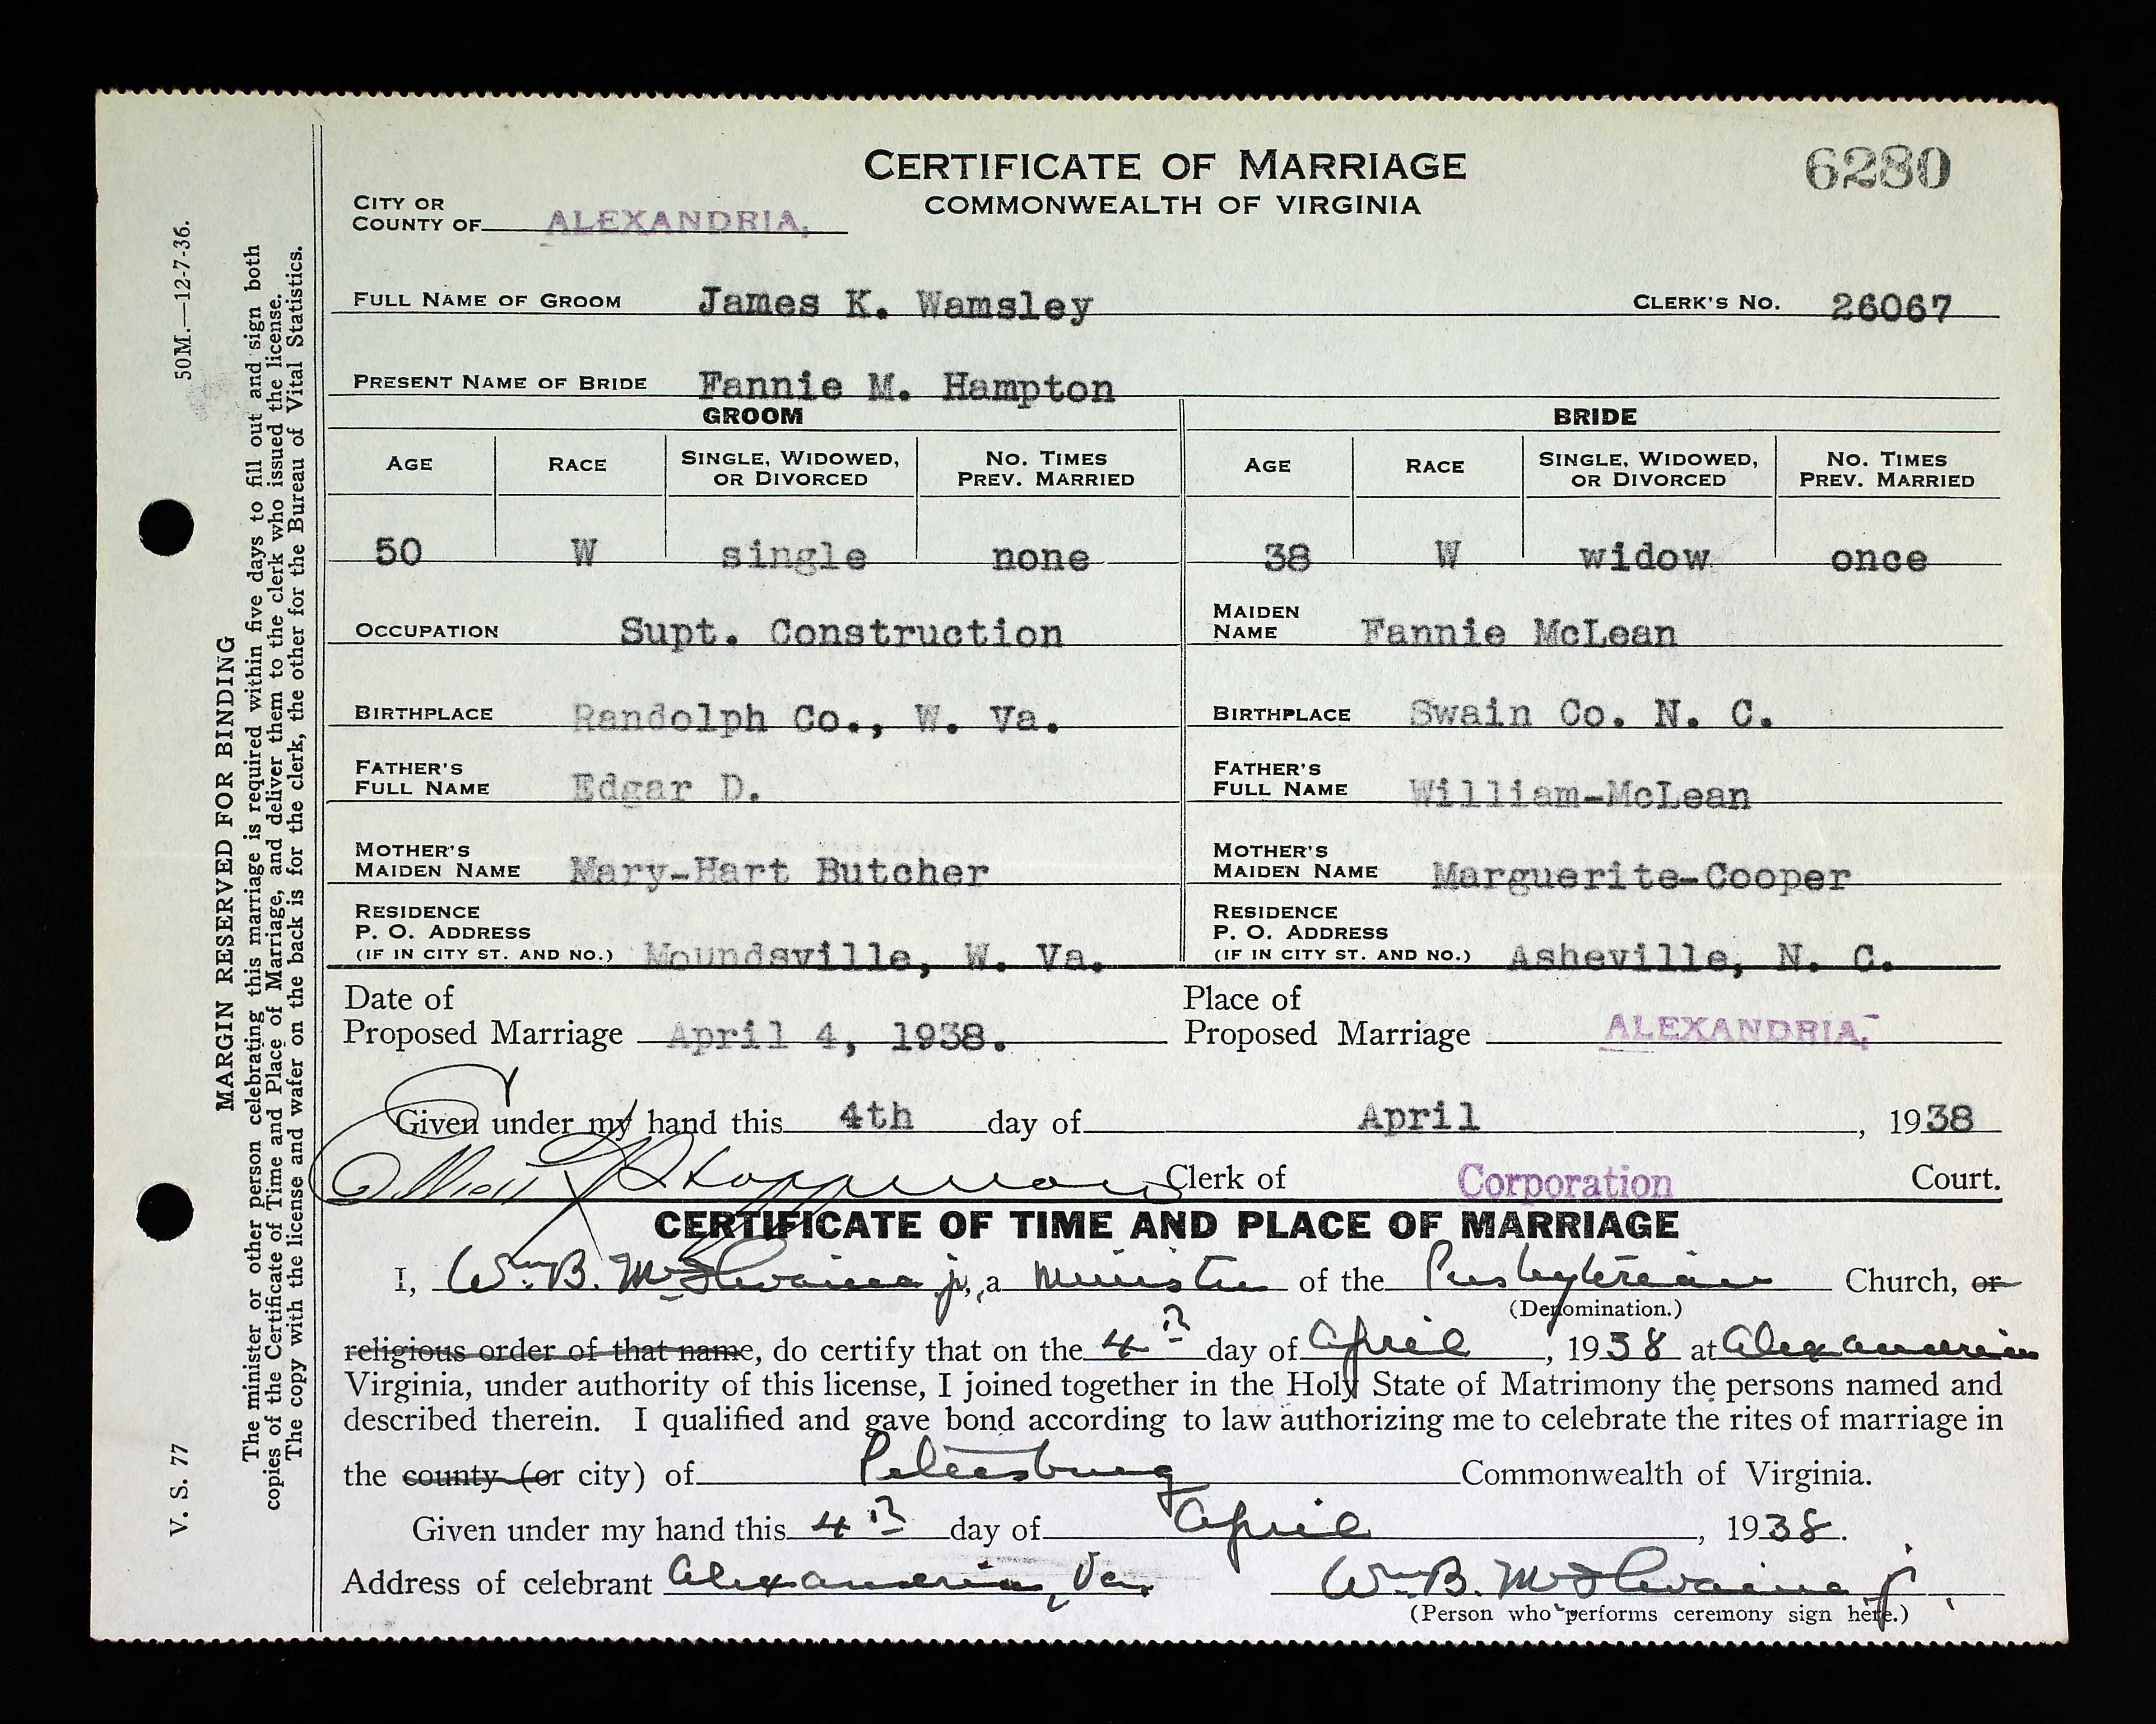 CERTIFICATE OF MARRIAGE
COMMONWEALTH OF VIRGINIA
6280
CITY OR
COUNTY OF ALEXANDRIA,
FULL NAME OF GROOM James K. Wamsley CLERK'S NO. 26067
PRESENT NAME OF BRIDE Fannie M. Hampton
GROOM BRIDE
AGE RACE SINGLE, WIDOWED, OR DIVORCED NO. TIMES PREV. MARRIED AGE RACE SINGLE, WIDOWED, OR DIVORCED NO. TIMES PREV. MARRIED
50 W single none 38 W widow once
OCCUPATION Supt. Construction MAIDEN NAME Fannie McLean
BIRTHPLACE Randolph Co., W. Va. BIRTHPLACE Swain Co. N. C.
FATHER'S FULL NAME Edgar D. FATHER'S FULL NAME William-McLean
MOTHER'S MAIDEN NAME Mary-Hart Butcher MOTHER'S MAIDEN NAME Marguerite-Cooper
RESIDENCE P. O. ADDRESS (IF IN CITY ST. AND NO.) Moundsville, W. Va. RESIDENCE P. O. ADDRESS (IF IN CITY ST. AND NO.) Asheville, N. C.
Date of Proposed Marriage April 4, 1938. Place of Proposed Marriage ALEXANDRIA,
Given under my hand this 4th day of April, 1938
Clerk of Corporation Court.
CERTIFICATE OF TIME AND PLACE OF MARRIAGE
I, Wm. B. McIlwaine jr., a Minister of the Presbyterian Church, or
(Denomination.)
religious order of that name, do certify that on the 4th day of April, 1938 at Alexandria
Virginia, under authority of this license, I joined together in the Holy State of Matrimony the persons named and
described therein. I qualified and gave bond according to law authorizing me to celebrate the rites of marriage in
the county (or city) of Petersburg Commonwealth of Virginia.
Given under my hand this 4th day of April, 1938.
Address of celebrant Alexandria, Va. Wm. B. McIlwaine jr.
(Person who performs ceremony sign here.)
50M.—12-7-36.
V. S. 77
MARGIN RESERVED FOR BINDING
The minister or other person celebrating this marriage is required within five days to fill out and sign both
copies of the Certificate of Time and Place of Marriage, and deliver them to the clerk who issued the license.
The copy with the license and wafer on the back is for the clerk, the other for the Bureau of Vital Statistics.